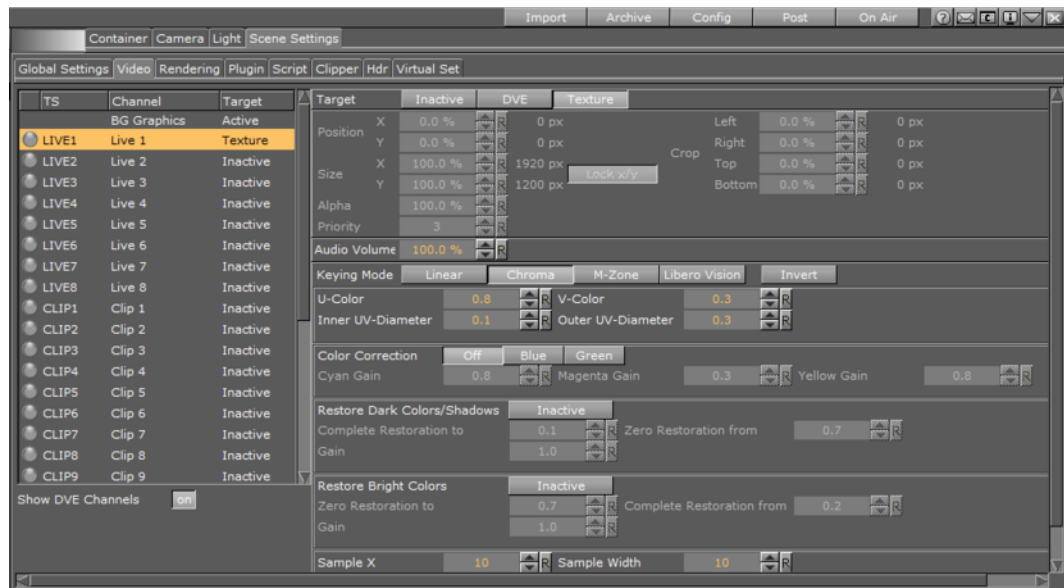 Import Archive Config Post On Air
Container Camera Light Scene Settings
Global Settings Video Rendering Plugin Script Clipper Hdr Virtual Set
TS Channel Target
BG Graphics Active
LIVE1 Live 1 Texture
LIVE2 Live 2 Inactive
LIVE3 Live 3 Inactive
LIVE4 Live 4 Inactive
LIVE5 Live 5 Inactive
LIVE6 Live 6 Inactive
LIVE7 Live 7 Inactive
LIVE8 Live 8 Inactive
CLIP1 Clip 1 Inactive
CLIP2 Clip 2 Inactive
CLIP3 Clip 3 Inactive
CLIP4 Clip 4 Inactive
CLIP5 Clip 5 Inactive
CLIP6 Clip 6 Inactive
CLIP7 Clip 7 Inactive
CLIP8 Clip 8 Inactive
CLIP9 Clip 9 Inactive
Show DVE Channels on
Target Inactive DVE Texture
Position X 0.0 % R 0 px
Y 0.0 % R 0 px
Size X 100.0 % R 1920 px
Y 100.0 % R 1200 px
Lock x/y
Crop Left 0.0 % R 0 px
Right 0.0 % R 0 px
Top 0.0 % R 0 px
Bottom 0.0 % R 0 px
Alpha 100.0 % R
Priority 3 R
Audio Volume 100.0 % R
Keying Mode Linear Chroma M-Zone Libero Vision Invert
U-Color 0.8 R V-Color 0.3 R
Inner UV-Diameter 0.1 R Outer UV-Diameter 0.3 R
Color Correction Off Blue Green
Cyan Gain 0.8 R Magenta Gain 0.3 R Yellow Gain 0.8 R
Restore Dark Colors/Shadows Inactive
Complete Restoration to 0.1 R Zero Restoration from 0.7 R
Gain 1.0 R
Restore Bright Colors Inactive
Zero Restoration to 0.7 R Complete Restoration from 0.2 R
Gain 1.0 R
Sample X 10 R Sample Width 10 R